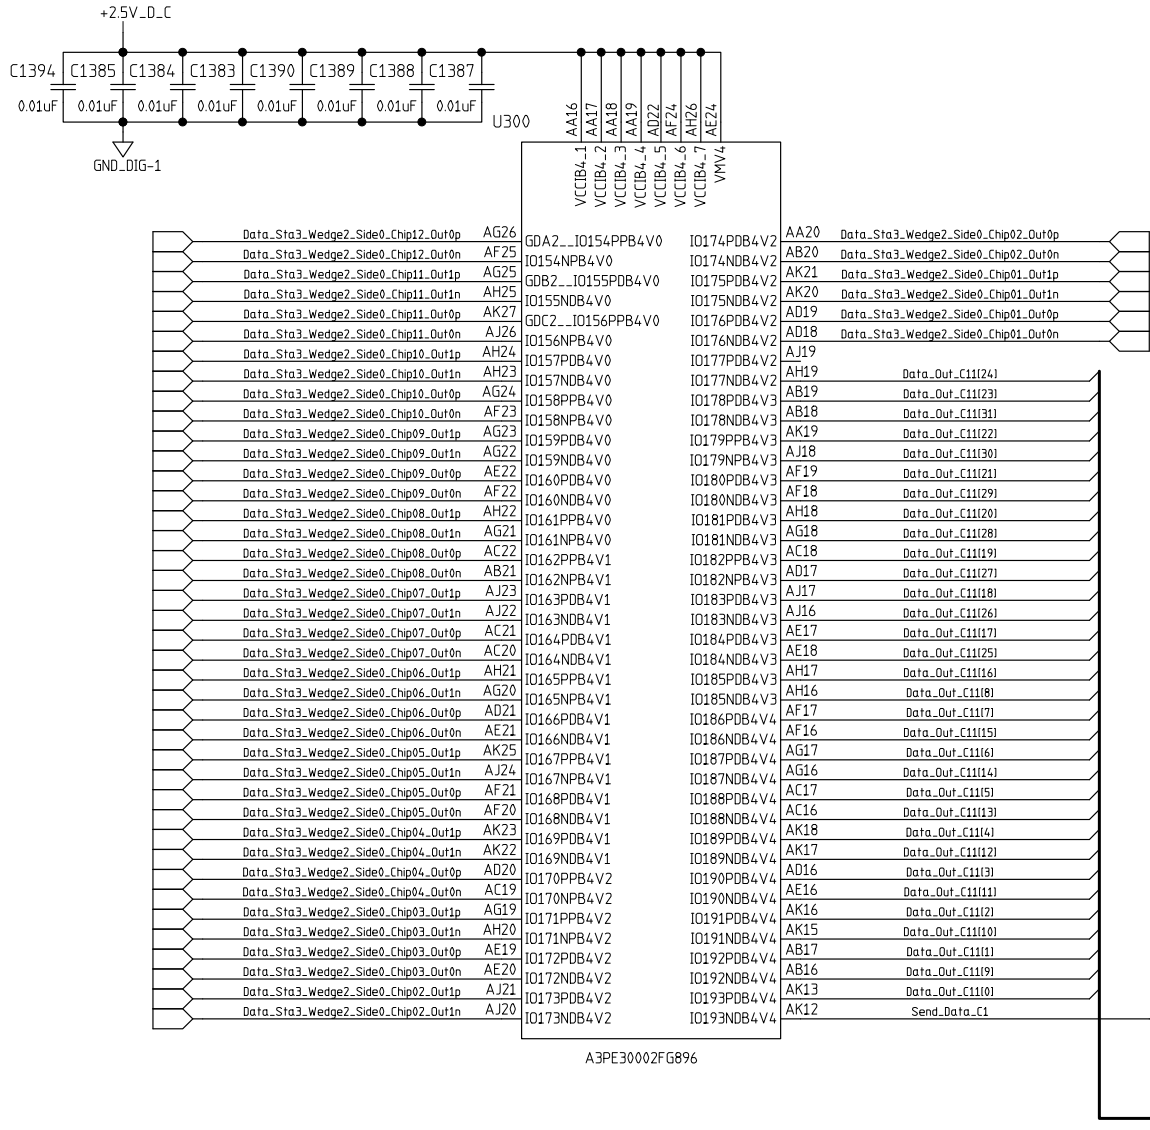 +2.5V_D_C
C1394 C1385 C1384 C1383 C1390 C1389 C1388 C1387
0.01uF 0.01uF 0.01uF 0.01uF 0.01uF 0.01uF 0.01uF 0.01uF
GND_DIG-1
U300
AA16 AA17 AA18 AA19 AD22 AF24 AH26 AE24
VCCIB4_1 VCCIB4_2 VCCIB4_3 VCCIB4_4 VCCIB4_5 VCCIB4_6 VCCIB4_7 VMV4
Data_Sta3_Wedge2_Side0_Chip12_Out0p AG26 GDA2__IO154PPB4V0 IO174PDB4V2 AA20 Data_Sta3_Wedge2_Side0_Chip02_Out0p
Data_Sta3_Wedge2_Side0_Chip12_Out0n AF25 IO154NPB4V0 IO174NDB4V2 AB20 Data_Sta3_Wedge2_Side0_Chip02_Out0n
Data_Sta3_Wedge2_Side0_Chip11_Out1p AG25 GDB2__IO155PDB4V0 IO175PDB4V2 AK21 Data_Sta3_Wedge2_Side0_Chip01_Out1p
Data_Sta3_Wedge2_Side0_Chip11_Out1n AH25 IO155NDB4V0 IO175NDB4V2 AK20 Data_Sta3_Wedge2_Side0_Chip01_Out1n
Data_Sta3_Wedge2_Side0_Chip11_Out0p AK27 GDC2__IO156PPB4V0 IO176PDB4V2 AD19 Data_Sta3_Wedge2_Side0_Chip01_Out0p
Data_Sta3_Wedge2_Side0_Chip11_Out0n AJ26 IO156NPB4V0 IO176NDB4V2 AD18 Data_Sta3_Wedge2_Side0_Chip01_Out0n
Data_Sta3_Wedge2_Side0_Chip10_Out1p AH24 IO157PDB4V0 IO177PDB4V2 AJ19
Data_Sta3_Wedge2_Side0_Chip10_Out1n AH23 IO157NDB4V0 IO177NDB4V2 AH19 Data_Out_C11[24]
Data_Sta3_Wedge2_Side0_Chip10_Out0p AG24 IO158PPB4V0 IO178PDB4V3 AB19 Data_Out_C11[23]
Data_Sta3_Wedge2_Side0_Chip10_Out0n AF23 IO158NPB4V0 IO178NDB4V3 AB18 Data_Out_C11[31]
Data_Sta3_Wedge2_Side0_Chip09_Out1p AG23 IO159PDB4V0 IO179PPB4V3 AK19 Data_Out_C11[22]
Data_Sta3_Wedge2_Side0_Chip09_Out1n AG22 IO159NDB4V0 IO179NPB4V3 AJ18 Data_Out_C11[30]
Data_Sta3_Wedge2_Side0_Chip09_Out0p AE22 IO160PDB4V0 IO180PDB4V3 AF19 Data_Out_C11[21]
Data_Sta3_Wedge2_Side0_Chip09_Out0n AF22 IO160NDB4V0 IO180NDB4V3 AF18 Data_Out_C11[29]
Data_Sta3_Wedge2_Side0_Chip08_Out1p AH22 IO161PPB4V0 IO181PDB4V3 AH18 Data_Out_C11[20]
Data_Sta3_Wedge2_Side0_Chip08_Out1n AG21 IO161NPB4V0 IO181NDB4V3 AG18 Data_Out_C11[28]
Data_Sta3_Wedge2_Side0_Chip08_Out0p AC22 IO162PPB4V1 IO182PPB4V3 AC18 Data_Out_C11[19]
Data_Sta3_Wedge2_Side0_Chip08_Out0n AB21 IO162NPB4V1 IO182NPB4V3 AD17 Data_Out_C11[27]
Data_Sta3_Wedge2_Side0_Chip07_Out1p AJ23 IO163PDB4V1 IO183PDB4V3 AJ17 Data_Out_C11[18]
Data_Sta3_Wedge2_Side0_Chip07_Out1n AJ22 IO163NDB4V1 IO183NDB4V3 AJ16 Data_Out_C11[26]
Data_Sta3_Wedge2_Side0_Chip07_Out0p AC21 IO164PDB4V1 IO184PDB4V3 AE17 Data_Out_C11[17]
Data_Sta3_Wedge2_Side0_Chip07_Out0n AC20 IO164NDB4V1 IO184NDB4V3 AE18 Data_Out_C11[25]
Data_Sta3_Wedge2_Side0_Chip06_Out1p AH21 IO165PPB4V1 IO185PDB4V3 AH17 Data_Out_C11[16]
Data_Sta3_Wedge2_Side0_Chip06_Out1n AG20 IO165NPB4V1 IO185NDB4V3 AH16 Data_Out_C11[8]
Data_Sta3_Wedge2_Side0_Chip06_Out0p AD21 IO166PDB4V1 IO186PDB4V4 AF17 Data_Out_C11[7]
Data_Sta3_Wedge2_Side0_Chip06_Out0n AE21 IO166NDB4V1 IO186NDB4V4 AF16 Data_Out_C11[15]
Data_Sta3_Wedge2_Side0_Chip05_Out1p AK25 IO167PPB4V1 IO187PDB4V4 AG17 Data_Out_C11[6]
Data_Sta3_Wedge2_Side0_Chip05_Out1n AJ24 IO167NPB4V1 IO187NDB4V4 AG16 Data_Out_C11[14]
Data_Sta3_Wedge2_Side0_Chip05_Out0p AF21 IO168PDB4V1 IO188PDB4V4 AC17 Data_Out_C11[5]
Data_Sta3_Wedge2_Side0_Chip05_Out0n AF20 IO168NDB4V1 IO188NDB4V4 AC16 Data_Out_C11[13]
Data_Sta3_Wedge2_Side0_Chip04_Out1p AK23 IO169PDB4V1 IO189PDB4V4 AK18 Data_Out_C11[4]
Data_Sta3_Wedge2_Side0_Chip04_Out1n AK22 IO169NDB4V1 IO189NDB4V4 AK17 Data_Out_C11[12]
Data_Sta3_Wedge2_Side0_Chip04_Out0p AD20 IO170PPB4V2 IO190PDB4V4 AD16 Data_Out_C11[3]
Data_Sta3_Wedge2_Side0_Chip04_Out0n AC19 IO170NPB4V2 IO190NDB4V4 AE16 Data_Out_C11[11]
Data_Sta3_Wedge2_Side0_Chip03_Out1p AG19 IO171PPB4V2 IO191PDB4V4 AK16 Data_Out_C11[2]
Data_Sta3_Wedge2_Side0_Chip03_Out1n AH20 IO171NPB4V2 IO191NDB4V4 AK15 Data_Out_C11[10]
Data_Sta3_Wedge2_Side0_Chip03_Out0p AE19 IO172PDB4V2 IO192PDB4V4 AB17 Data_Out_C11[1]
Data_Sta3_Wedge2_Side0_Chip03_Out0n AE20 IO172NDB4V2 IO192NDB4V4 AB16 Data_Out_C11[9]
Data_Sta3_Wedge2_Side0_Chip02_Out1p AJ21 IO173PDB4V2 IO193PDB4V4 AK13 Data_Out_C11[0]
Data_Sta3_Wedge2_Side0_Chip02_Out1n AJ20 IO173NDB4V2 IO193NDB4V4 AK12 Send_Data_C1
A3PE30002FG896